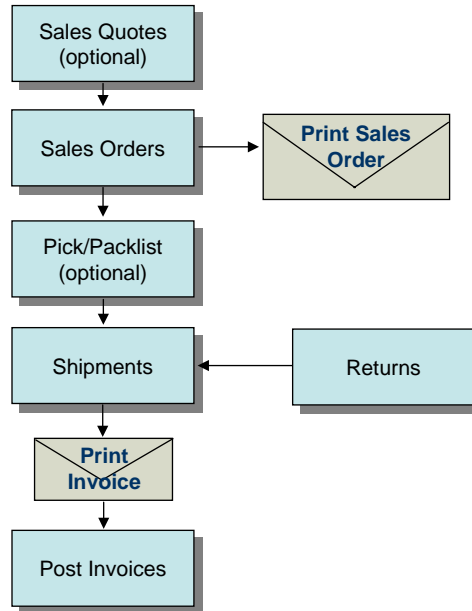 Sales Quotes
(optional)
Sales Orders
Print Sales
Order
Pick/Packlist
(optional)
Shipments
Returns
Print
Invoice
Post Invoices